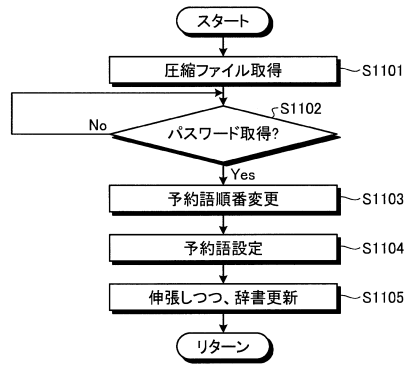 スタート
圧縮ファイル取得
S1101
S1102
No
パスワード取得?
Yes
予約語順番変更
S1103
予約語設定
S1104
伸張しつつ、辞書更新
S1105
リターン